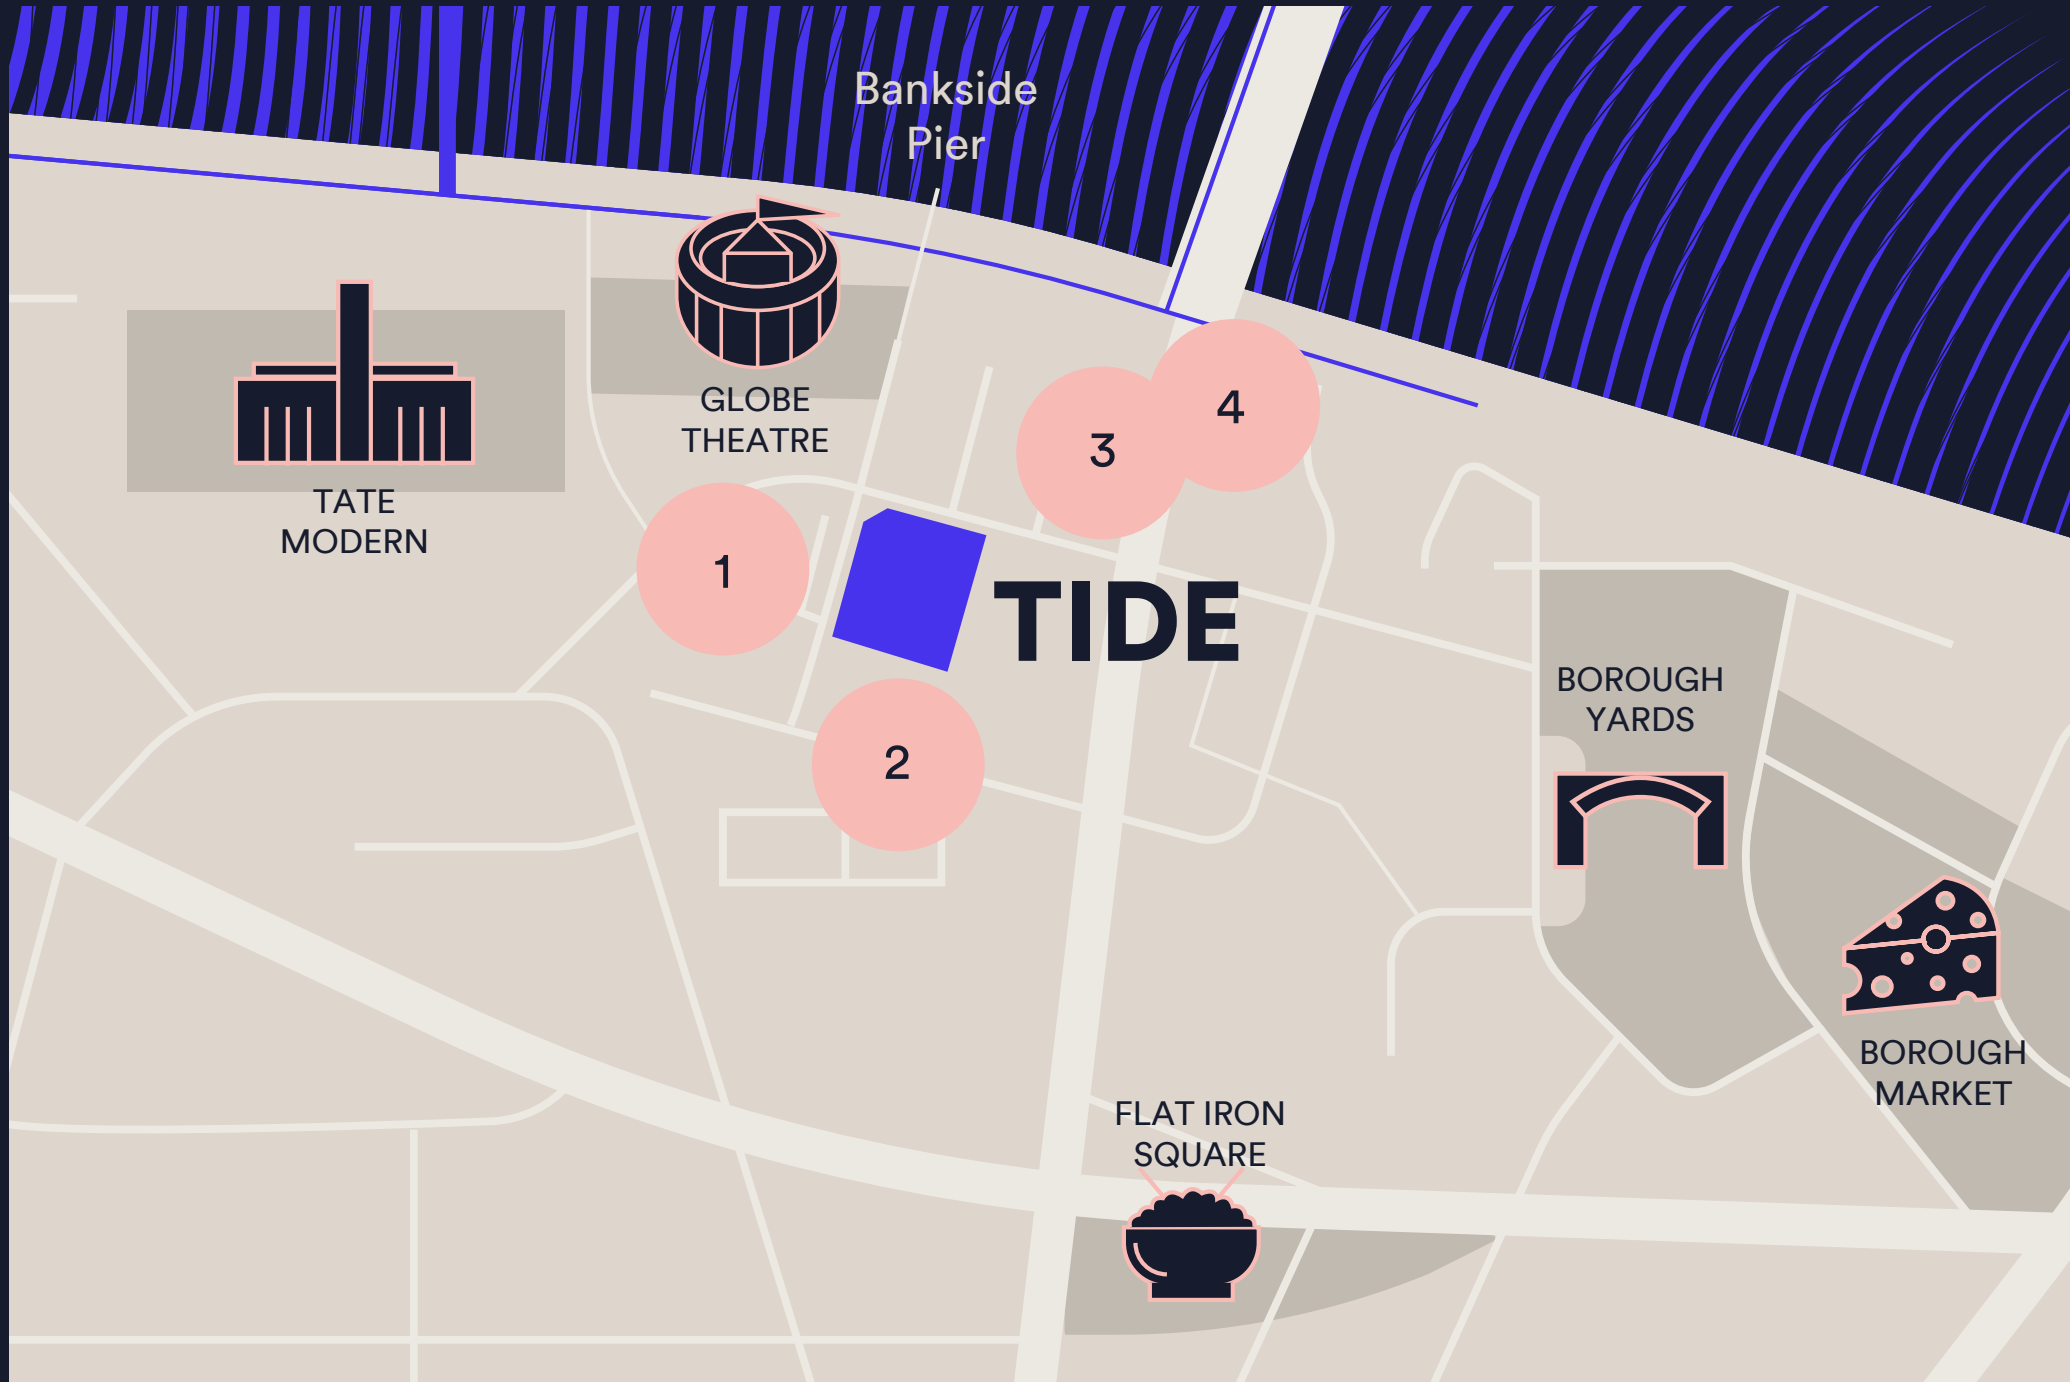 Bankside
Pier
GLOBE
THEATRE
TATE
MODERN
1
2
3
4
TIDE
BOROUGH
YARDS
BOROUGH
MARKET
FLAT IRON
SQUARE